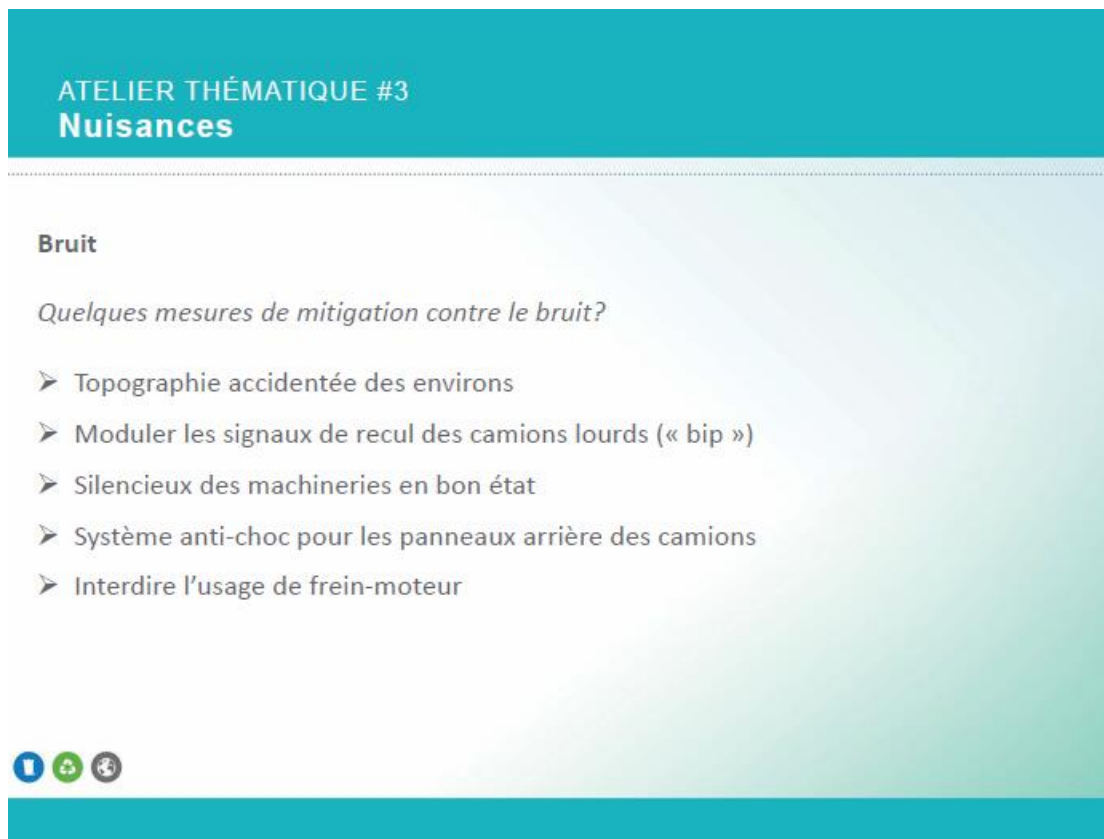 ATELIER THÉMATIQUE #3
Nuisances
Bruit
Quelques mesures de mitigation contre le bruit?
➢ Topographie accidentée des environs
➢ Moduler les signaux de recul des camions lourds (« bip »)
➢ Silencieux des machineries en bon état
➢ Système anti-choc pour les panneaux arrière des camions
➢ Interdire l’usage de frein-moteur